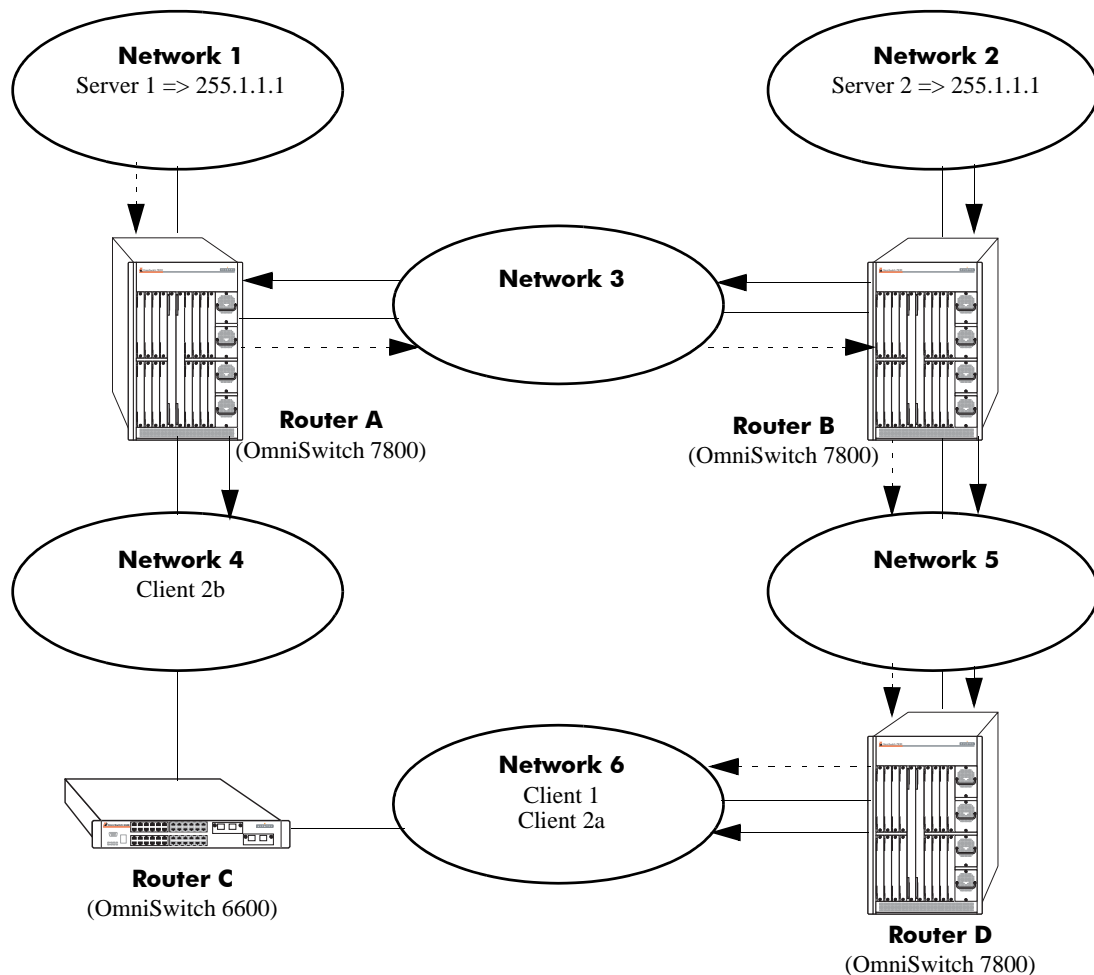 Network 1
Server 1 => 255.1.1.1
Network 2
Server 2 => 255.1.1.1
Network 3
Router A
(OmniSwitch 7800)
Router B
(OmniSwitch 7800)
Network 4
Client 2b
Network 5
Network 6
Client 1
Client 2a
Router C
(OmniSwitch 6600)
Router D
(OmniSwitch 7800)